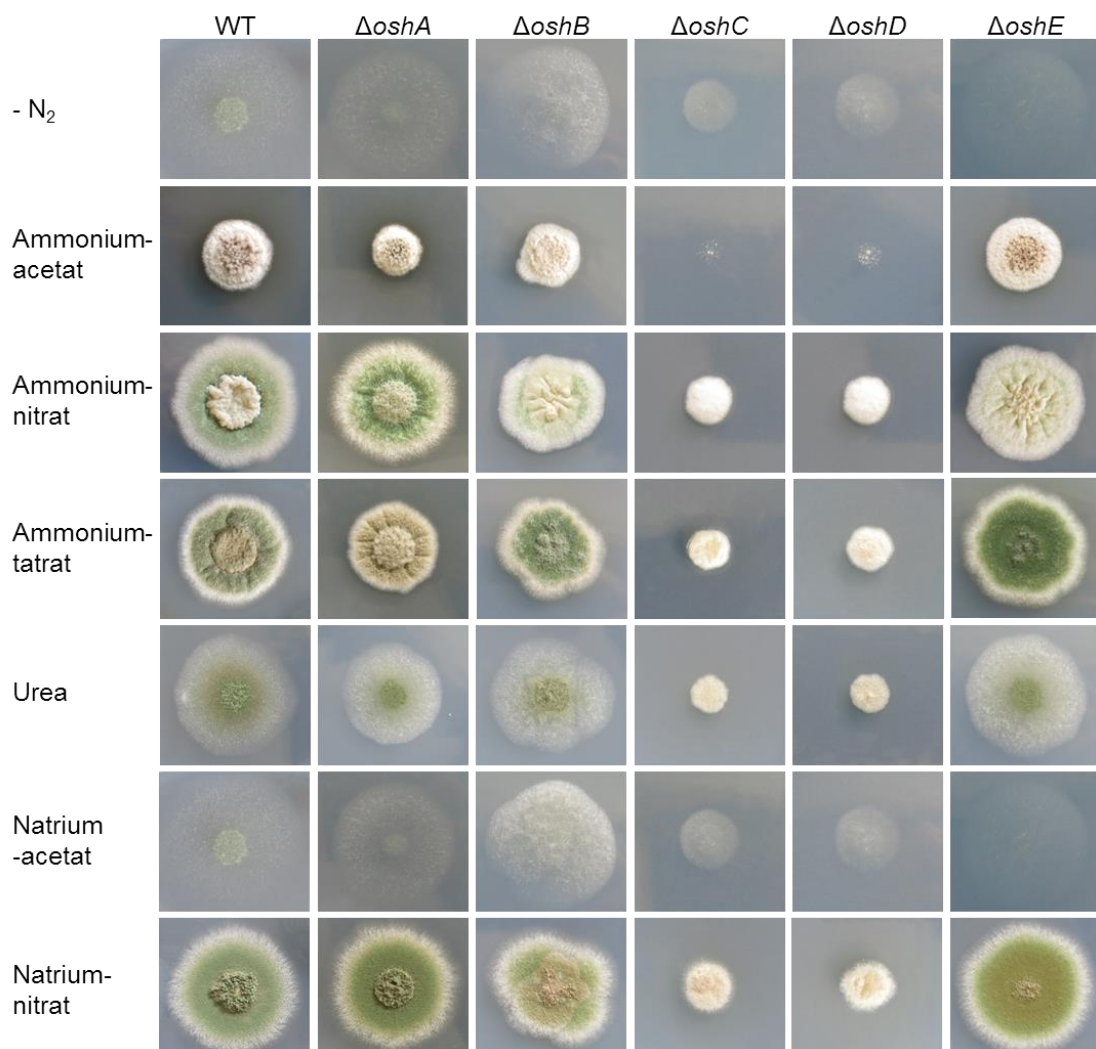 WT ΔoshA ΔoshB ΔoshC ΔoshD ΔoshE
- N₂
Ammonium-
acetat
Ammonium-
nitrat
Ammonium-
tatrat
Urea
Natrium
-acetat
Natrium-
nitrat